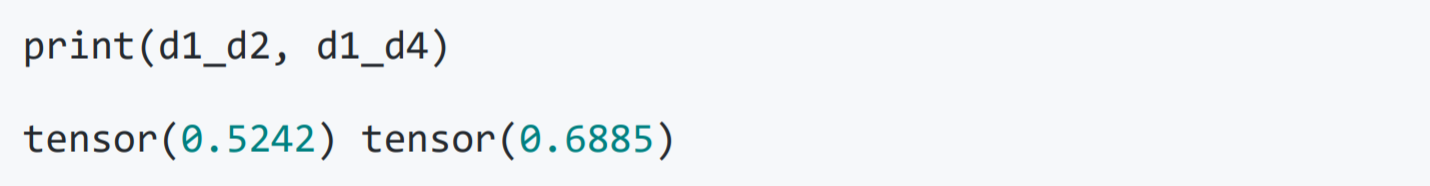 print(d1_d2, d1_d4)
tensor(0.5242) tensor(0.6885)